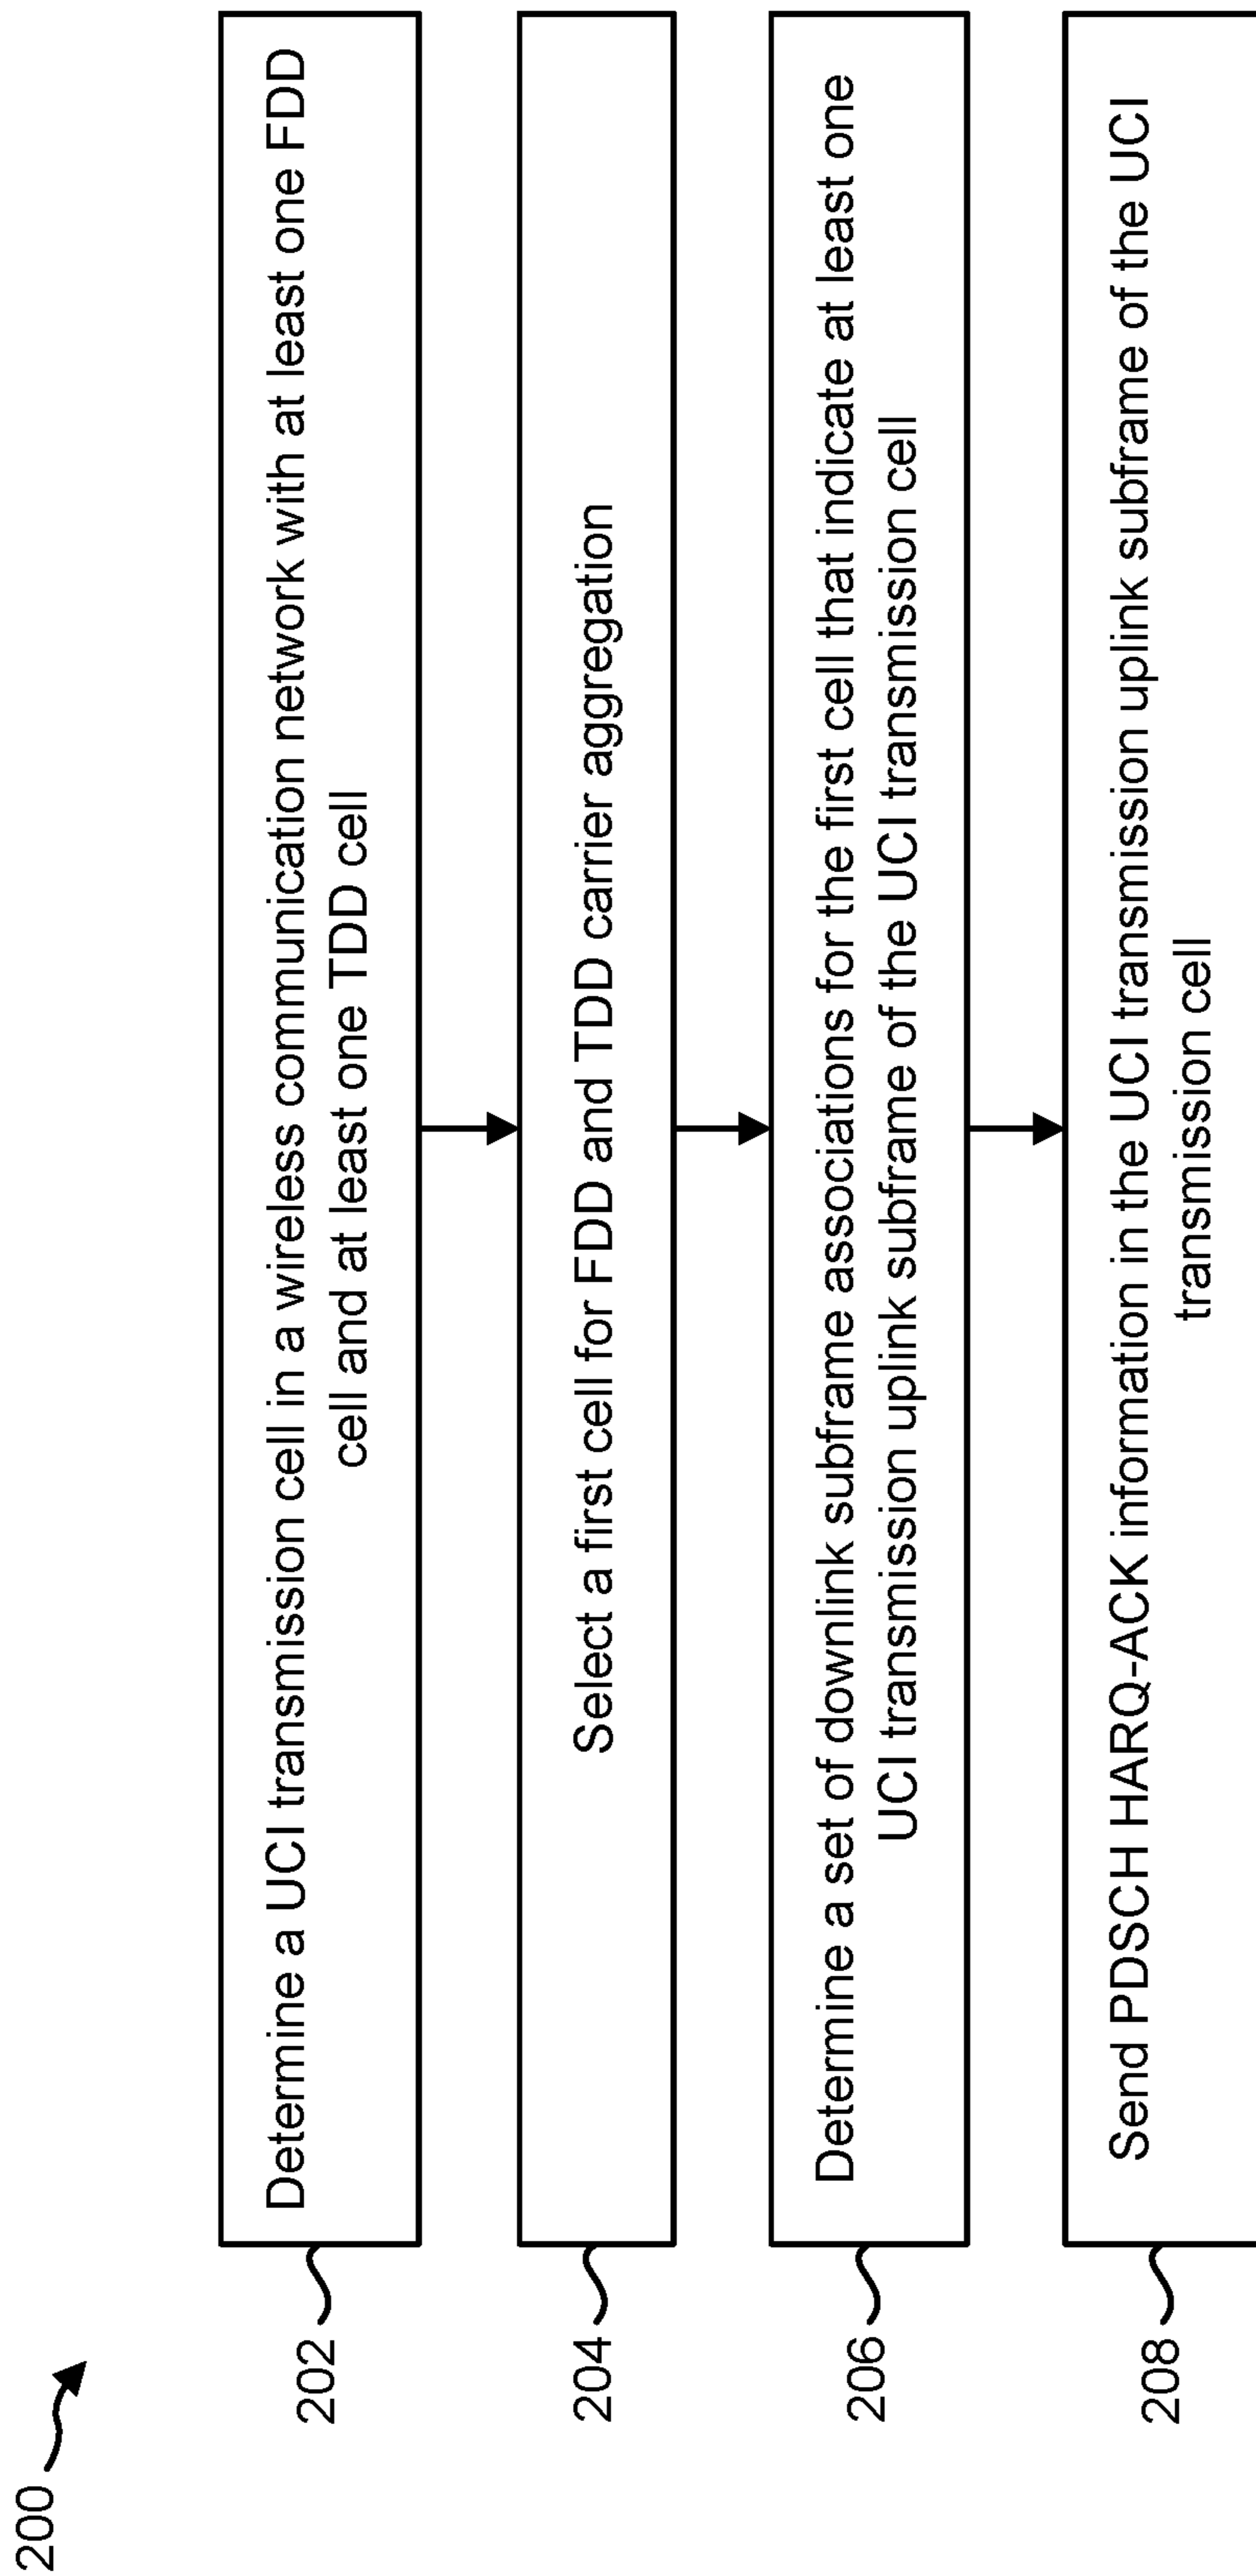 200
202
Determine a UCI transmission cell in a wireless communication network with at least one FDD
cell and at least one TDD cell
204
Select a first cell for FDD and TDD carrier aggregation
206
Determine a set of downlink subframe associations for the first cell that indicate at least one
UCI transmission uplink subframe of the UCI transmission cell
208
Send PDSCH HARQ-ACK information in the UCI transmission uplink subframe of the UCI
transmission cell